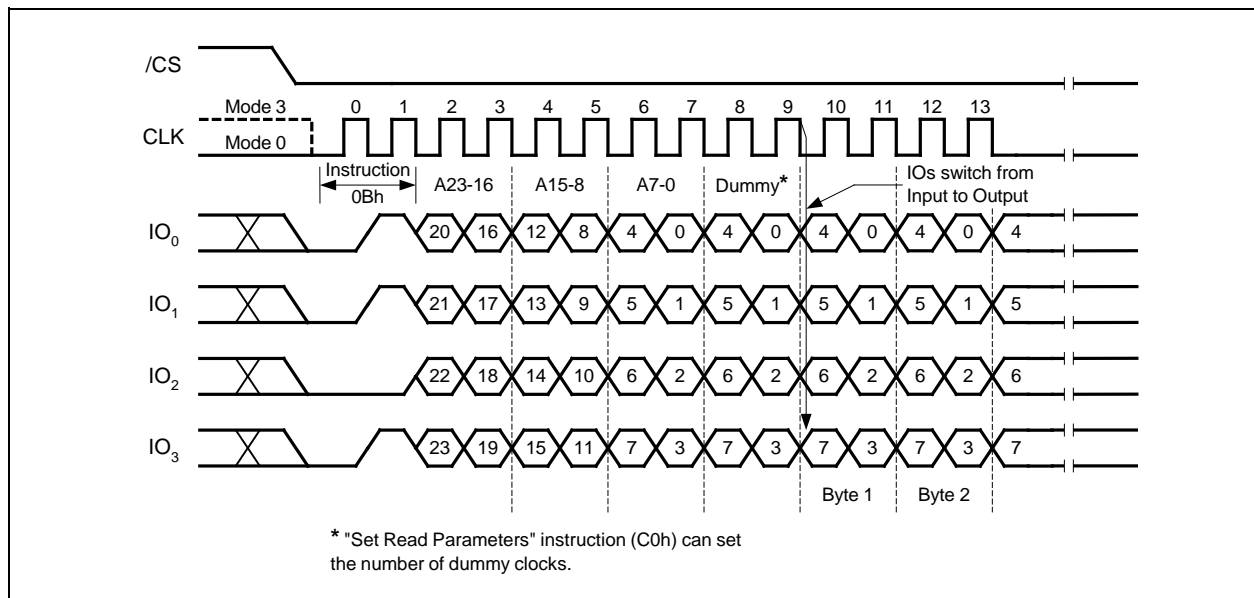 /CS
Mode 3 0 1 2 3 4 5 6 7 8 9 10 11 12 13
CLK Mode 0
Instruction A23-16 A15-8 A7-0 Dummy* IOs switch from
0Bh Input to Output
IO0 20 16 12 8 4 0 4 0 4 0 4 0 4
IO1 21 17 13 9 5 1 5 1 5 1 5 1 5
IO2 22 18 14 10 6 2 6 2 6 2 6 2 6
IO3 23 19 15 11 7 3 7 3 7 3 7 3 7
Byte 1 Byte 2
* "Set Read Parameters" instruction (C0h) can set
the number of dummy clocks.